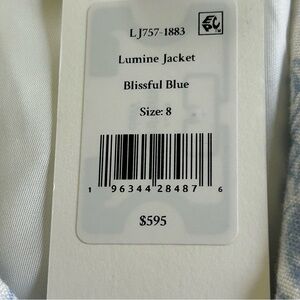 LJ757-1883
Lumine Jacket
Blissful Blue
Size: 8
1 96344 28487 6
$595